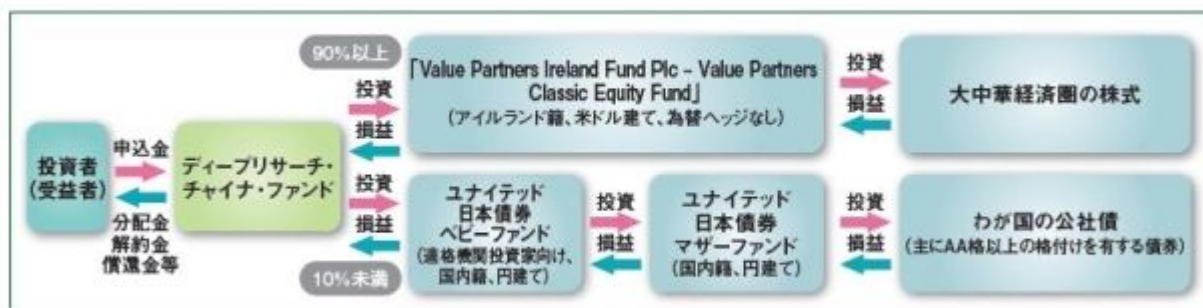 投資者
(受益者)
申込金
分配金
解約金
償還金等
ディープリサーチ・
チャイナ・ファンド
90%以上
投資
損益
「Value Partners Ireland Fund Plc – Value Partners
Classic Equity Fund」
(アイルランド籍、米ドル建て、為替ヘッジなし)
投資
損益
大中華経済圏の株式
投資
損益
10%未満
ユナイテッド
日本債券
ベビーファンド
(適格機関投資家向け、
国内籍、円建て)
投資
損益
ユナイテッド
日本債券
マザーファンド
(国内籍、円建て)
投資
損益
わが国の公社債
(主にAA格以上の格付けを有する債券)